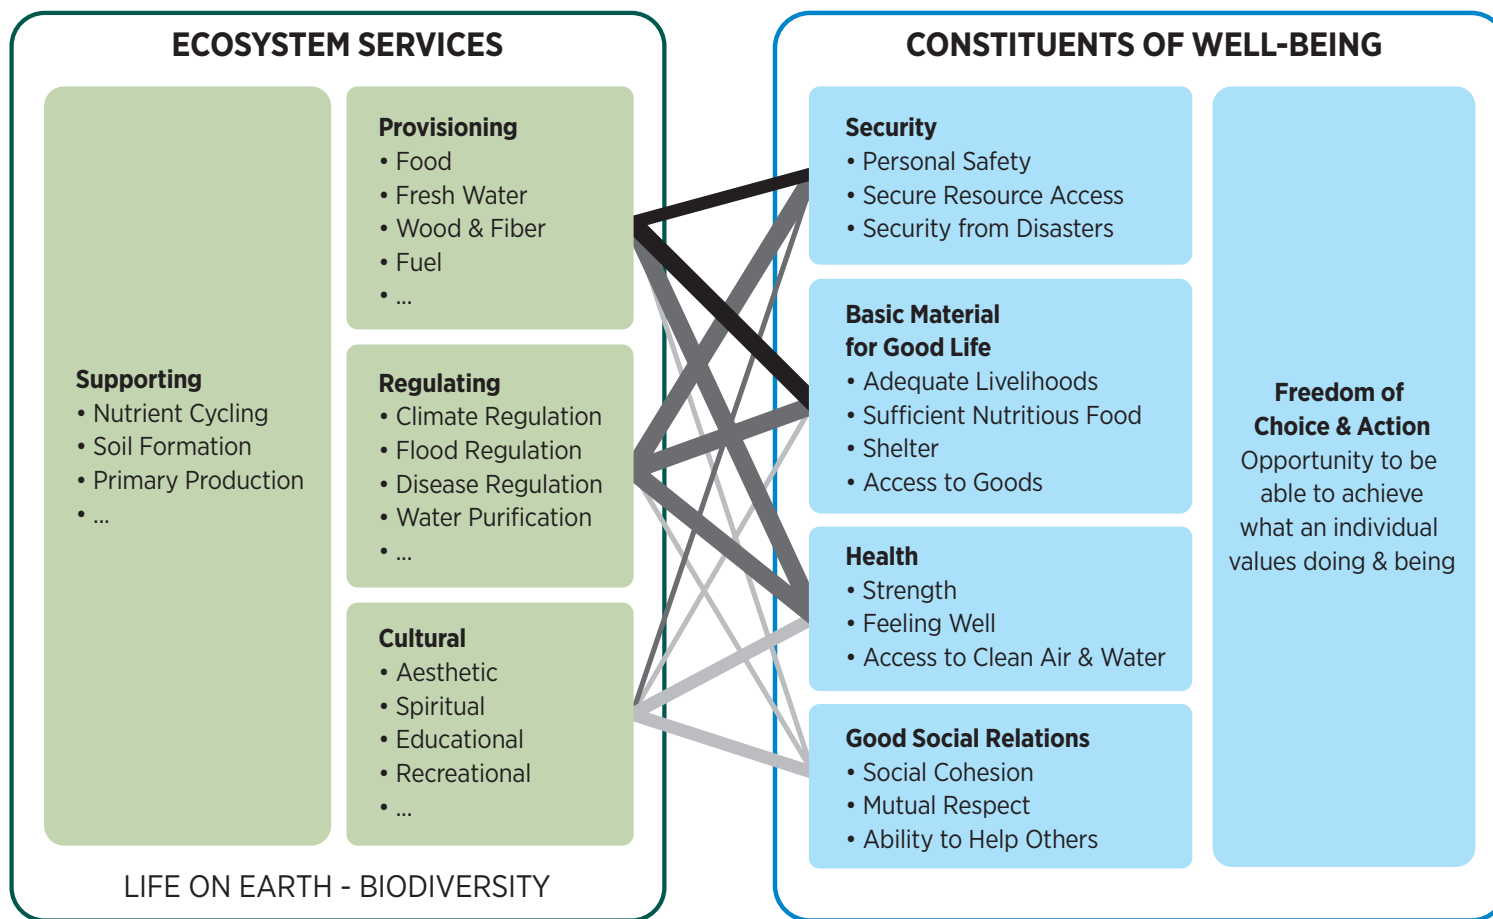 ECOSYSTEM SERVICES
Supporting
• Nutrient Cycling
• Soil Formation
• Primary Production
• ...
Provisioning
• Food
• Fresh Water
• Wood & Fiber
• Fuel
• ...
Regulating
• Climate Regulation
• Flood Regulation
• Disease Regulation
• Water Purification
• ...
Cultural
• Aesthetic
• Spiritual
• Educational
• Recreational
• ...
LIFE ON EARTH - BIODIVERSITY
CONSTITUENTS OF WELL-BEING
Security
• Personal Safety
• Secure Resource Access
• Security from Disasters
Basic Material
for Good Life
• Adequate Livelihoods
• Sufficient Nutritious Food
• Shelter
• Access to Goods
Health
• Strength
• Feeling Well
• Access to Clean Air & Water
Good Social Relations
• Social Cohesion
• Mutual Respect
• Ability to Help Others
Freedom of
Choice & Action
Opportunity to be
able to achieve
what an individual
values doing & being